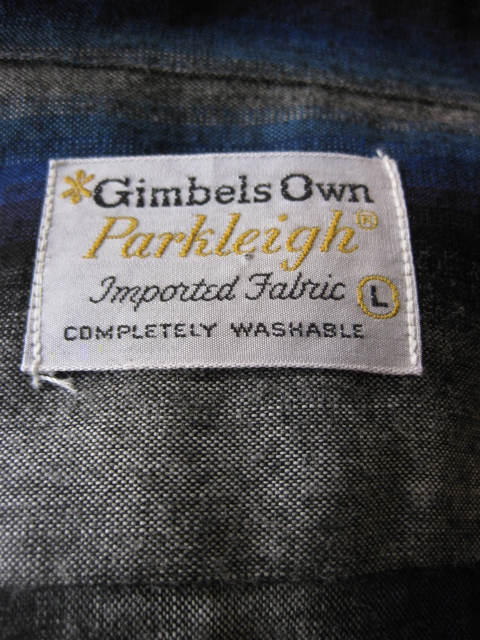 *Gimbels Own
Parkleigh®
Imported Fabric L
COMPLETELY WASHABLE